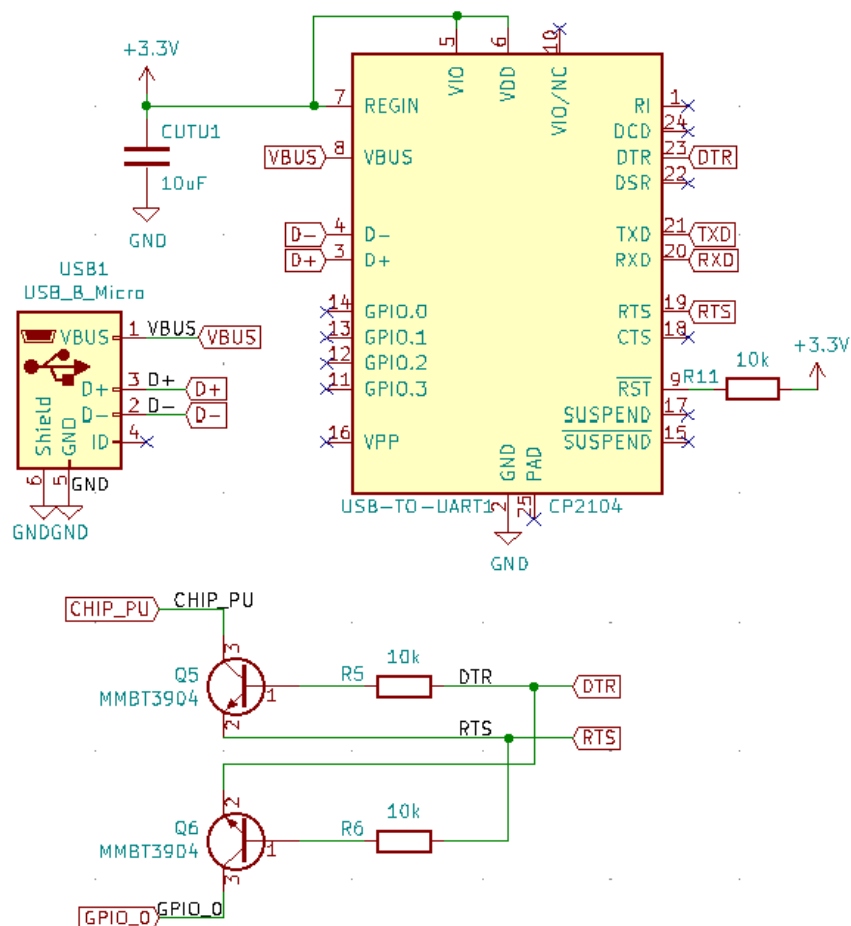 +3.3V
5
6
10
VIO
VDD
VIO/NC
7 REGIN
RI 1
CUTU1
10uF
GND
DCD 24
VBUS 8 VBUS
DTR 23 DTR
DSR 22
D- 4 D-
TXD 21 TXD
D+ 3 D+
RXD 20 RXD
USB1
USB_B_Micro
14 GPIO.0
RTS 19 RTS
VBUS 1 VBUS VBUS
13 GPIO.1
CTS 18
12 GPIO.2
+3.3V
D+ 3 D+ D+
11 GPIO.3
RST 9 R11 10k
D- 2 D- D-
SUSPEND 17
Shield
GND
ID 4
16 VPP
SUSPEND 15
6
5
GND
GND
PAD
GND
GND
USB-TO-UART1
2
25
CP2104
GND
CHIP_PU CHIP_PU
3
Q5
MMBT3904
1
R5 10k
DTR DTR
2
RTS RTS
2
Q6
MMBT3904
1
R6 10k
3
GPIO_0 GPIO_0